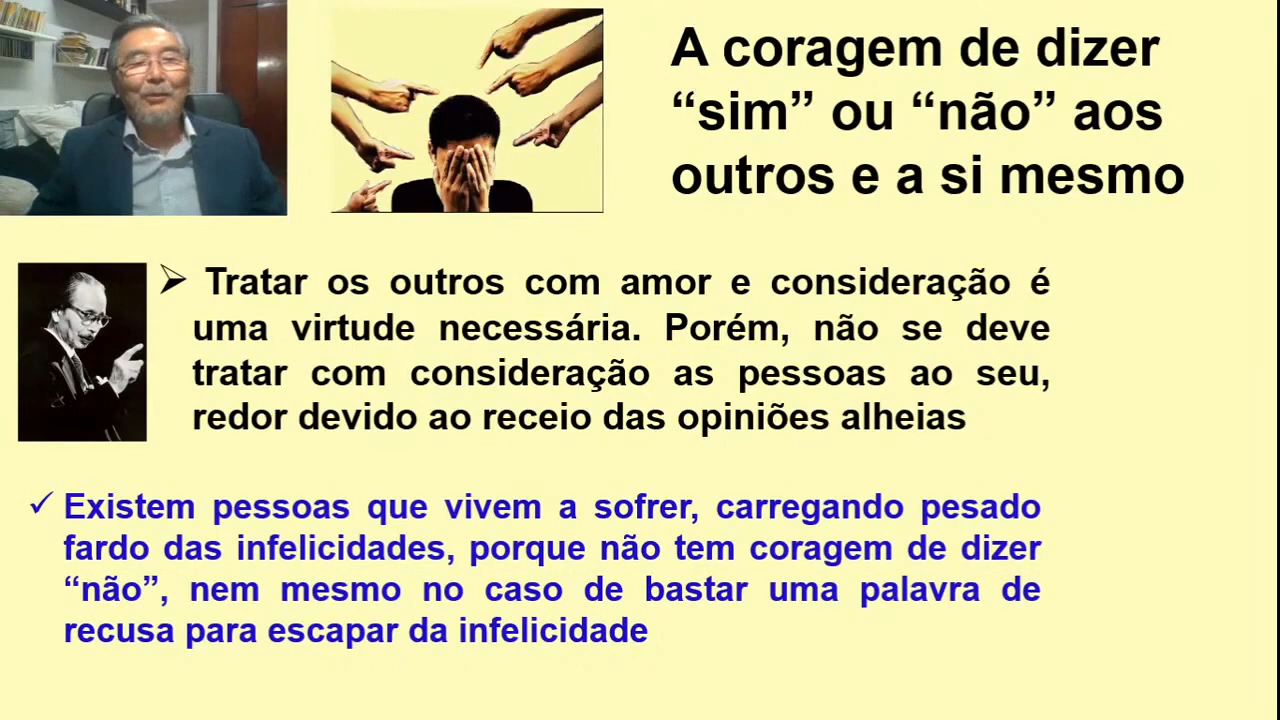 A coragem de dizer
“sim” ou “não” aos
outros e a si mesmo
Tratar os outros com amor e consideração é
uma virtude necessária. Porém, não se deve
tratar com consideração as pessoas ao seu,
redor devido ao receio das opiniões alheias
Existem pessoas que vivem a sofrer, carregando pesado
fardo das infelicidades, porque não tem coragem de dizer
“não”, nem mesmo no caso de bastar uma palavra de
recusa para escapar da infelicidade